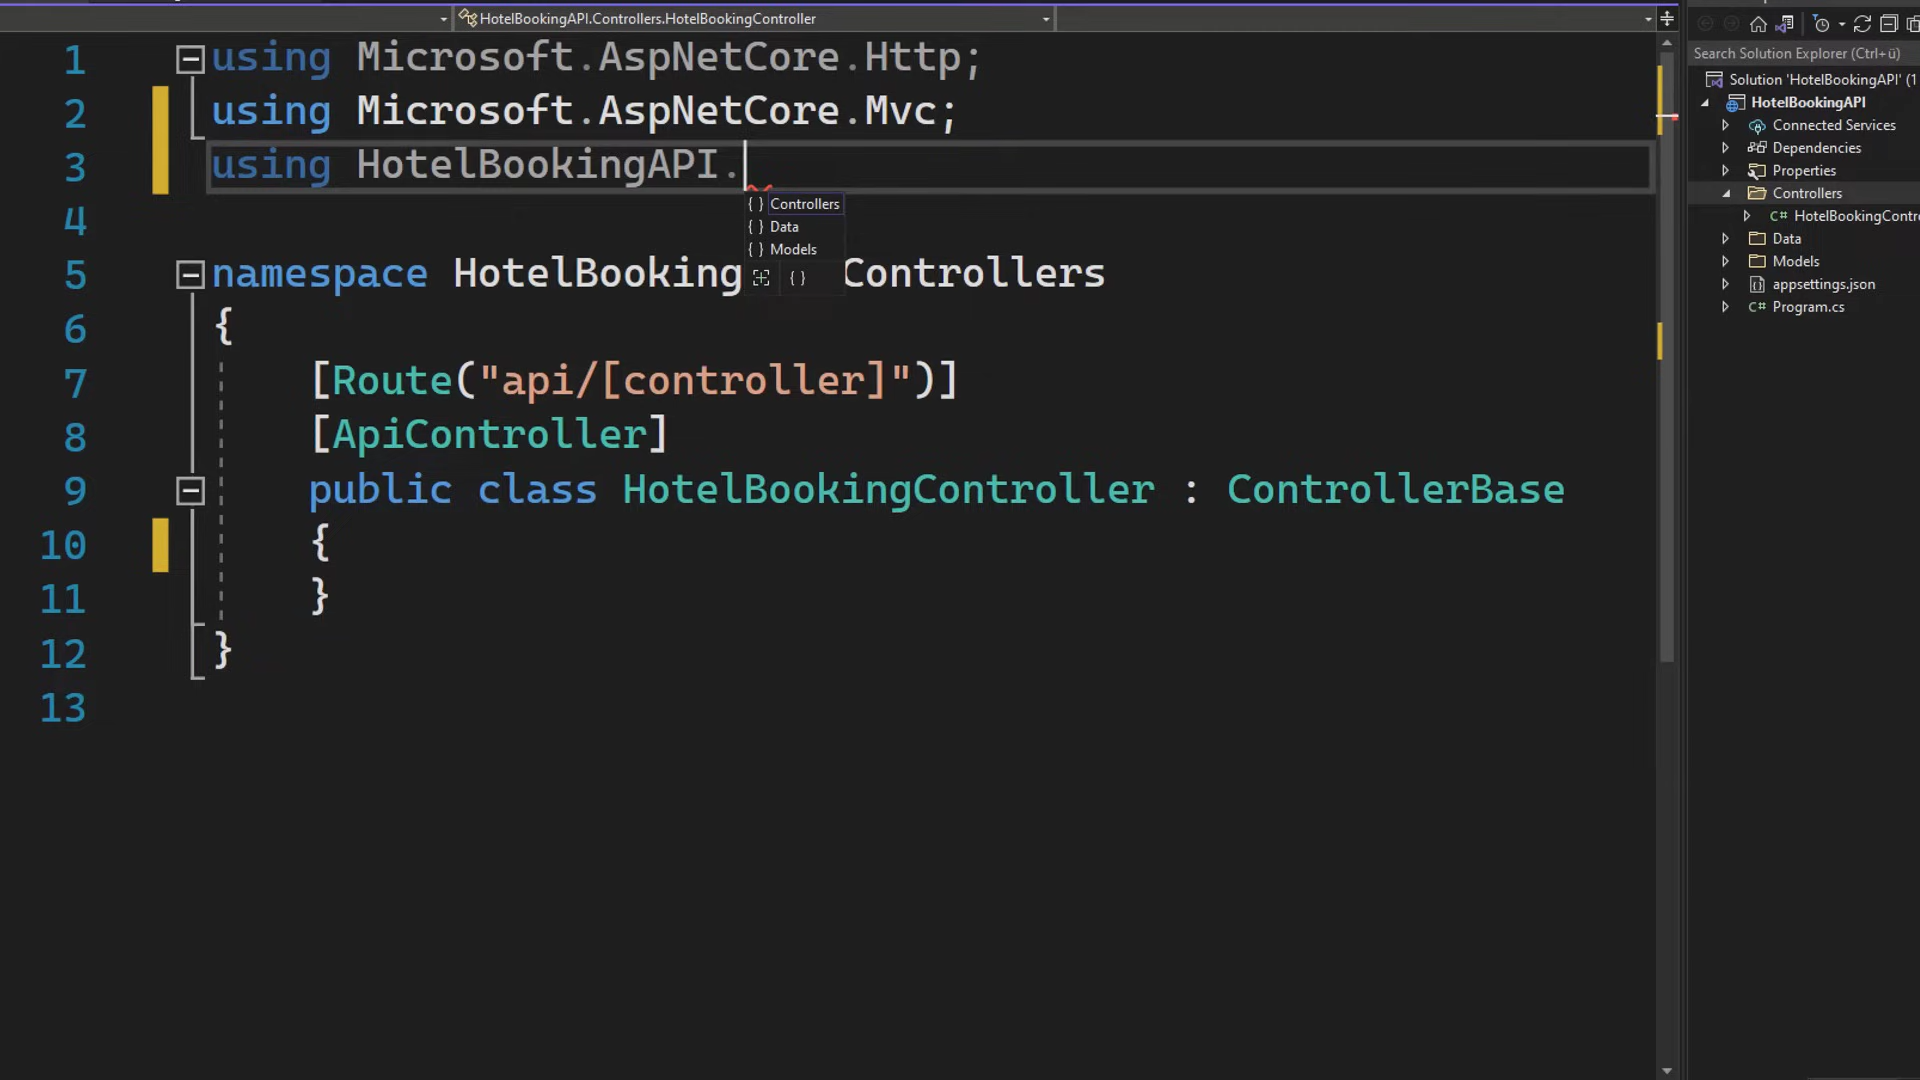 HotelBookingAPI.Controllers.HotelBookingController
1 using Microsoft.AspNetCore.Http;
2 using Microsoft.AspNetCore.Mvc;
3 using HotelBookingAPI.
Controllers
Data
Models
4
5 namespace HotelBooking Controllers
6 {
7 [Route("api/[controller]")]
8 [ApiController]
9 public class HotelBookingController : ControllerBase
10 {
11 }
12 }
13
Search Solution Explorer (Ctrl+ü)
Solution 'HotelBookingAPI' (1
HotelBookingAPI
Connected Services
Dependencies
Properties
Controllers
C# HotelBookingContro
Data
Models
appsettings.json
C# Program.cs